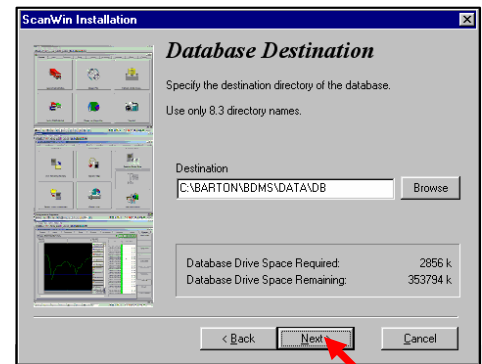 ScanWin Installation
Database Destination
Specify the destination directory of the database.
Use only 8.3 directory names.
Destination
C:\BARTON\BDMS\DATA\DB
Browse
Database Drive Space Required: 2856 k
Database Drive Space Remaining: 353794 k
< Back Next > Cancel